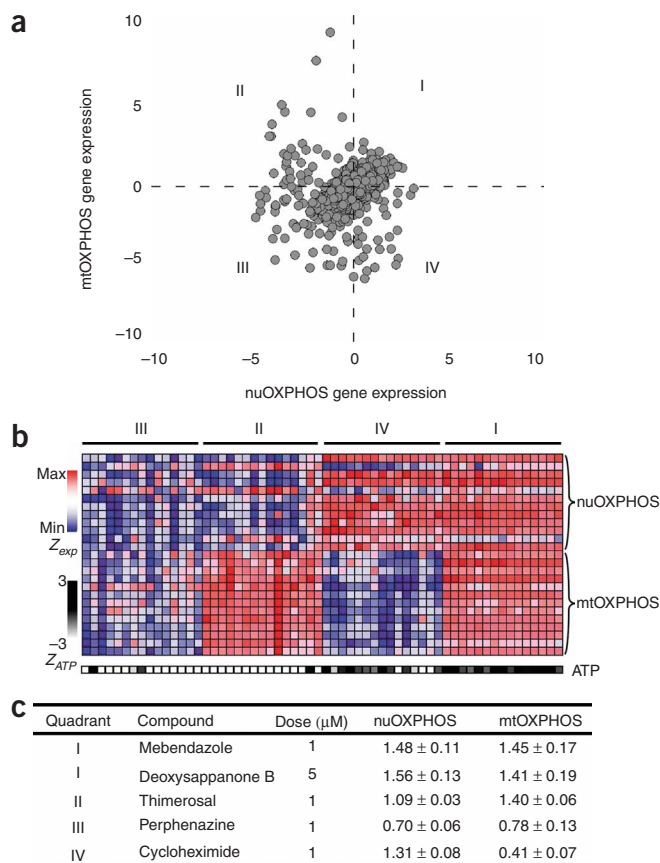 a
10
5
0
−5
−10
mtOXPHOS gene expression
II
I
III
IV
−10
−5
0
5
10
nuOXPHOS gene expression
b
III
II
IV
I
Max
Min
Zexp
3
−3
ZATP
nuOXPHOS
mtOXPHOS
ATP
c
Quadrant Compound Dose (μM) nuOXPHOS mtOXPHOS
I Mebendazole 1 1.48 ± 0.11 1.45 ± 0.17
I Deoxysappanone B 5 1.56 ± 0.13 1.41 ± 0.19
II Thimerosal 1 1.09 ± 0.03 1.40 ± 0.06
III Perphenazine 1 0.70 ± 0.06 0.78 ± 0.13
IV Cycloheximide 1 1.31 ± 0.08 0.41 ± 0.07